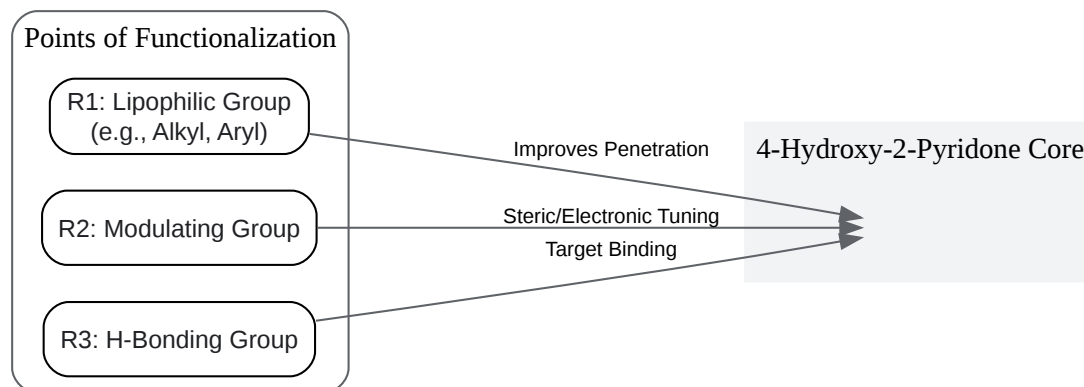 Points of Functionalization
R1: Lipophilic Group
(e.g., Alkyl, Aryl)
R2: Modulating Group
R3: H-Bonding Group
Improves Penetration
Steric/Electronic Tuning
Target Binding
4-Hydroxy-2-Pyridone Core